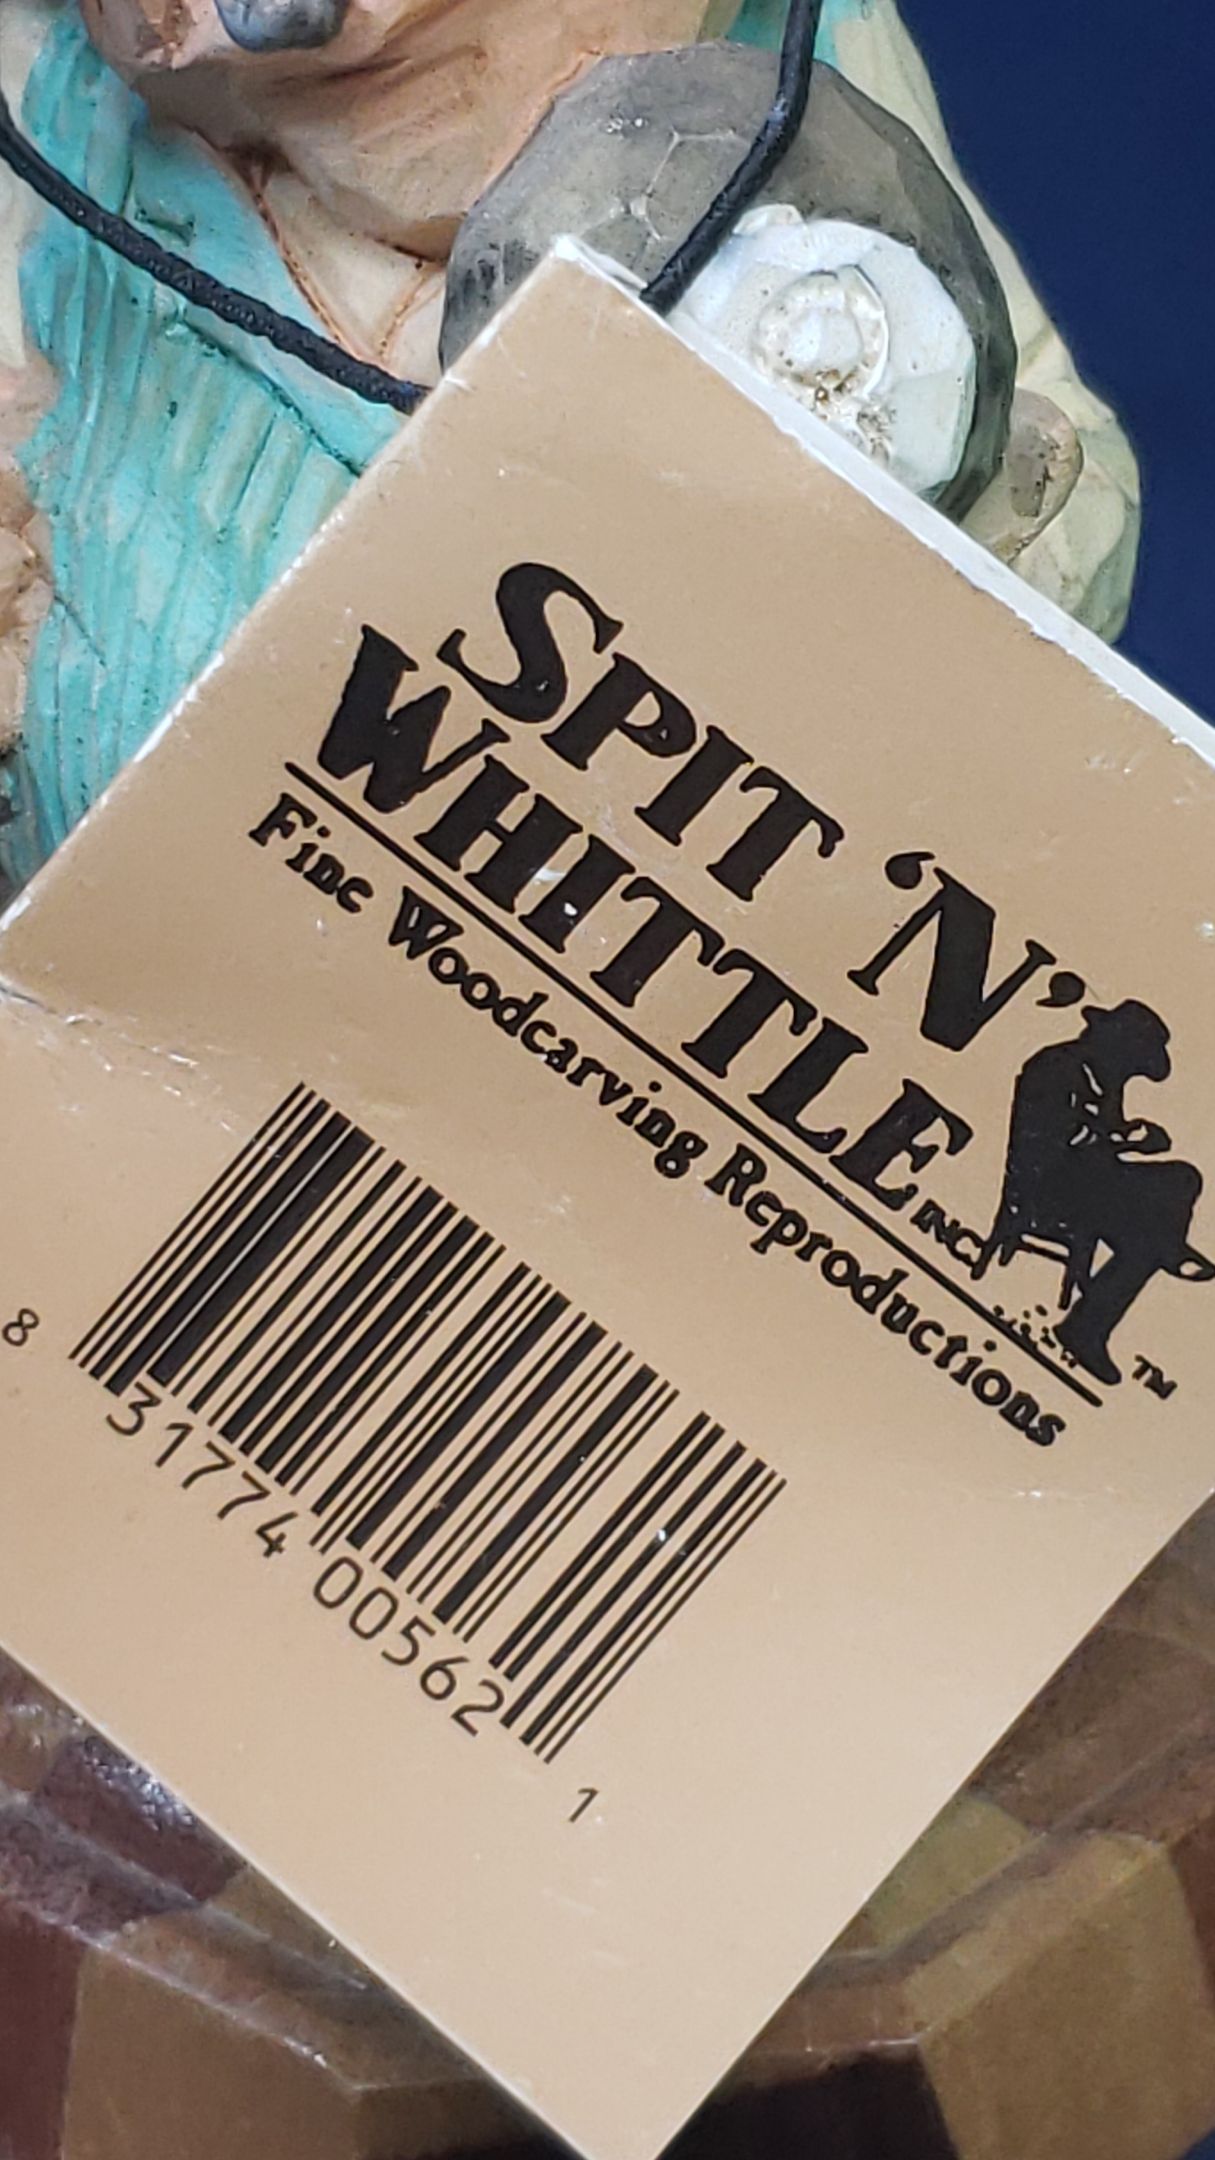 SPIT 'N'
WHITTLE INC.
Fine Woodcarving Reproductions
TM
8 31774 00562 1